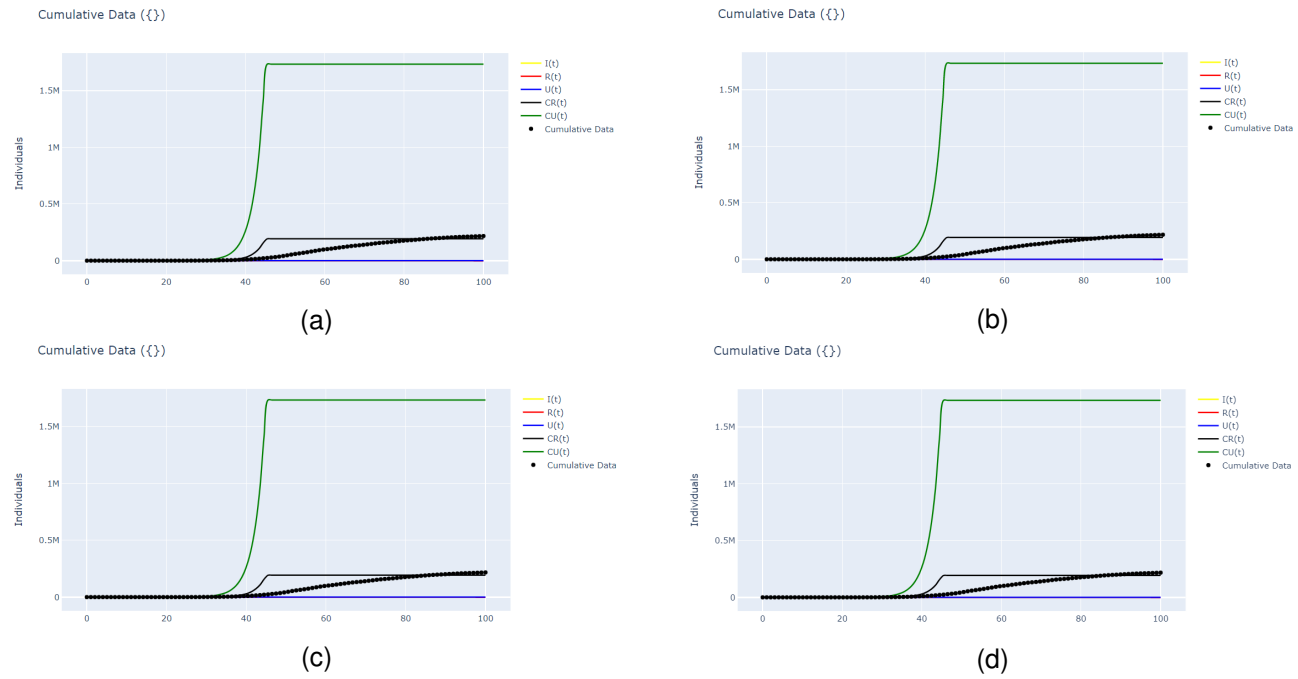 Cumulative Data ({})
Individuals
1.5M
1M
0.5M
0
0 20 40 60 80 100
I(t)
R(t)
U(t)
CR(t)
CU(t)
Cumulative Data
(a)
Cumulative Data ({})
Individuals
1.5M
1M
0.5M
0
0 20 40 60 80 100
I(t)
R(t)
U(t)
CR(t)
CU(t)
Cumulative Data
(b)
Cumulative Data ({})
Individuals
1.5M
1M
0.5M
0
0 20 40 60 80 100
I(t)
R(t)
U(t)
CR(t)
CU(t)
Cumulative Data
(c)
Cumulative Data ({})
Individuals
1.5M
1M
0.5M
0
0 20 40 60 80 100
I(t)
R(t)
U(t)
CR(t)
CU(t)
Cumulative Data
(d)